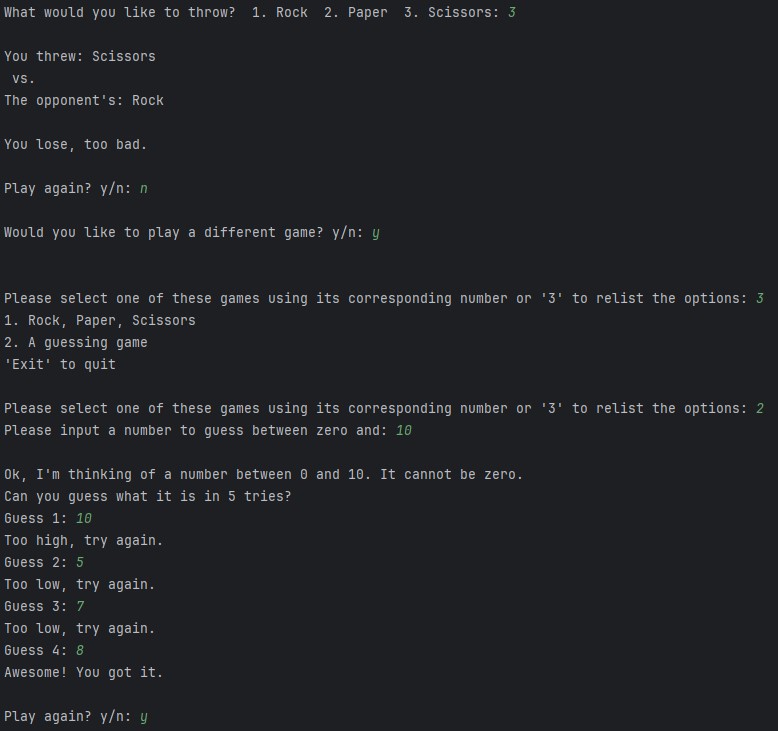 What would you like to throw?  1. Rock  2. Paper  3. Scissors: 3
You threw: Scissors
 vs.
The opponent's: Rock
You lose, too bad.
Play again? y/n: n
Would you like to play a different game? y/n: y
Please select one of these games using its corresponding number or '3' to relist the options: 3
1. Rock, Paper, Scissors
2. A guessing game
'Exit' to quit
Please select one of these games using its corresponding number or '3' to relist the options: 2
Please input a number to guess between zero and: 10
Ok, I'm thinking of a number between 0 and 10. It cannot be zero.
Can you guess what it is in 5 tries?
Guess 1: 10
Too high, try again.
Guess 2: 5
Too low, try again.
Guess 3: 7
Too low, try again.
Guess 4: 8
Awesome! You got it.
Play again? y/n: y